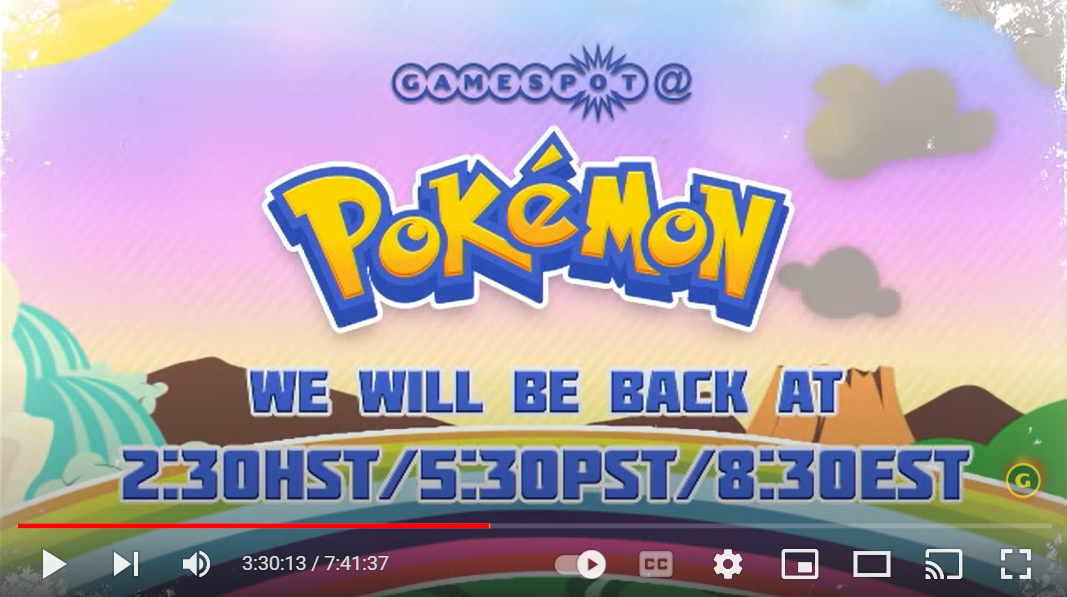 GAMESPOT @
POKéMON
WE WILL BE BACK AT
2:30HST/5:30PST/8:30EST
G
3:30:13 / 7:41:37
CC